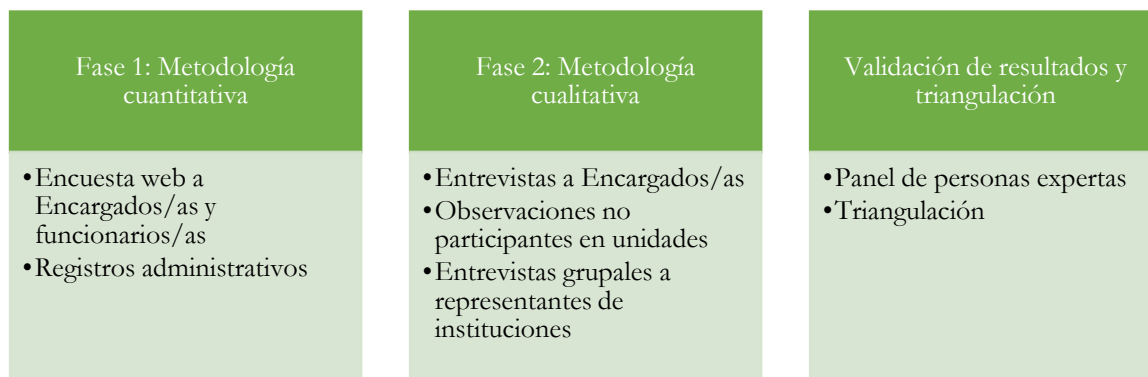 Fase 1: Metodología
cuantitativa
•Encuesta web a
Encargados/as y
funcionarios/as
•Registros administrativos
Fase 2: Metodología
cualitativa
•Entrevistas a Encargados/as
•Observaciones no
participantes en unidades
•Entrevistas grupales a
representantes de
instituciones
Validación de resultados y
triangulación
•Panel de personas expertas
•Triangulación